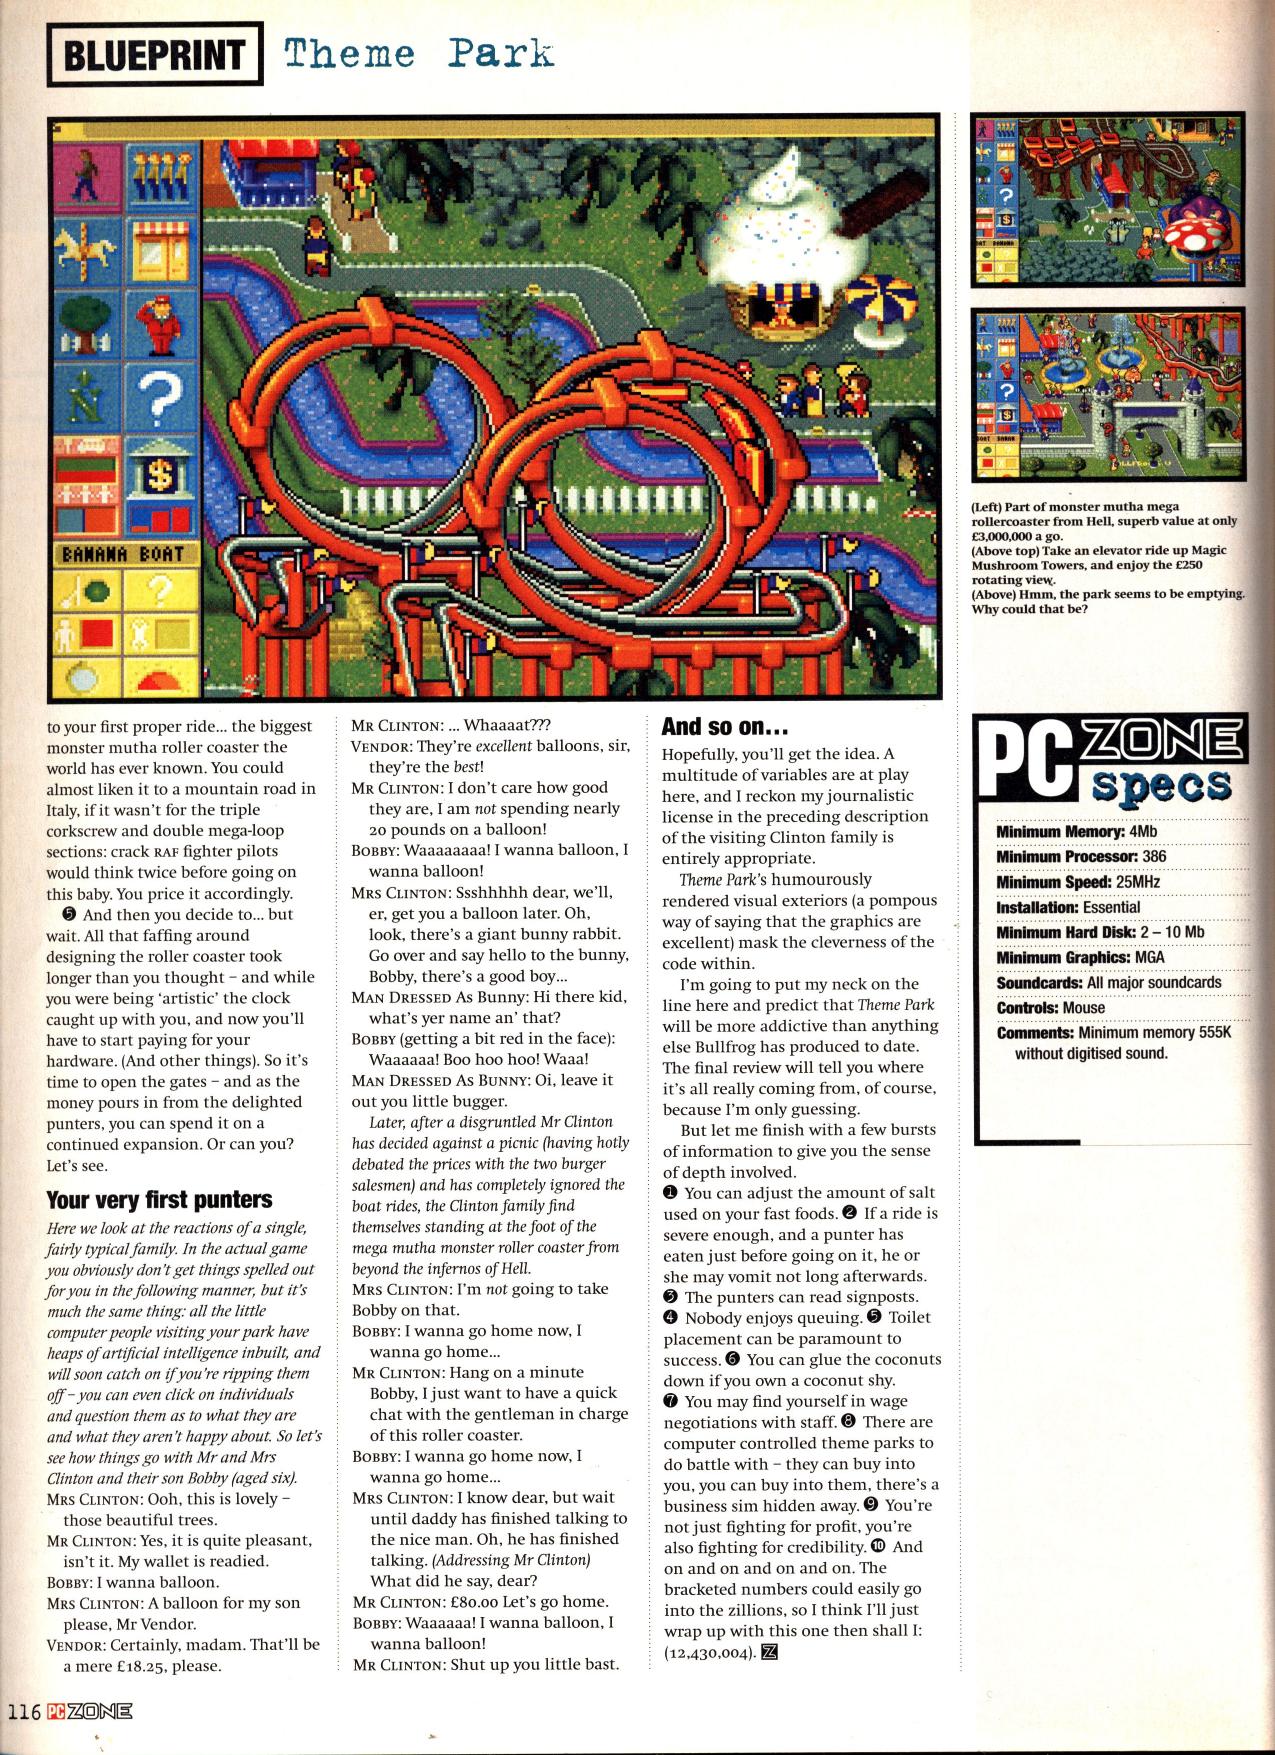 BLUEPRINT Theme Park
BANANA BOAT
(Left) Part of monster mutha mega
rollercoaster from Hell, superb value at only
£3,000,000 a go.
(Above top) Take an elevator ride up Magic
Mushroom Towers, and enjoy the £250
rotating view.
(Above) Hmm, the park seems to be emptying.
Why could that be?
to your first proper ride... the biggest
monster mutha roller coaster the
world has ever known. You could
almost liken it to a mountain road in
Italy, if it wasn't for the triple
corkscrew and double mega-loop
sections: crack RAF fighter pilots
would think twice before going on
this baby. You price it accordingly.
❺ And then you decide to... but
wait. All that faffing around
designing the roller coaster took
longer than you thought – and while
you were being ‘artistic’ the clock
caught up with you, and now you'll
have to start paying for your
hardware. (And other things). So it's
time to open the gates – and as the
money pours in from the delighted
punters, you can spend it on a
continued expansion. Or can you?
Let's see.
Your very first punters
Here we look at the reactions of a single,
fairly typical family. In the actual game
you obviously don't get things spelled out
for you in the following manner, but it's
much the same thing: all the little
computer people visiting your park have
heaps of artificial intelligence inbuilt, and
will soon catch on if you're ripping them
off – you can even click on individuals
and question them as to what they are
and what they aren't happy about. So let's
see how things go with Mr and Mrs
Clinton and their son Bobby (aged six).
MRS CLINTON: Ooh, this is lovely –
those beautiful trees.
MR CLINTON: Yes, it is quite pleasant,
isn't it. My wallet is readied.
BOBBY: I wanna balloon.
MRS CLINTON: A balloon for my son
please, Mr Vendor.
VENDOR: Certainly, madam. That'll be
a mere £18.25, please.
MR CLINTON: ... Whaaaat???
VENDOR: They're excellent balloons, sir,
they're the best!
MR CLINTON: I don't care how good
they are, I am not spending nearly
20 pounds on a balloon!
BOBBY: Waaaaaaaa! I wanna balloon, I
wanna balloon!
MRS CLINTON: Sssshhhhh dear, we'll,
er, get you a balloon later. Oh,
look, there's a giant bunny rabbit.
Go over and say hello to the bunny,
Bobby, there's a good boy...
MAN DRESSED AS BUNNY: Hi there kid,
what's yer name an' that?
BOBBY (getting a bit red in the face):
Waaaaaa! Boo hoo hoo! Waaa!
MAN DRESSED AS BUNNY: Oi, leave it
out you little bugger.
Later, after a disgruntled Mr Clinton
has decided against a picnic (having hotly
debated the prices with the two burger
salesmen) and has completely ignored the
boat rides, the Clinton family find
themselves standing at the foot of the
mega mutha monster roller coaster from
beyond the infernos of Hell.
MRS CLINTON: I'm not going to take
Bobby on that.
BOBBY: I wanna go home now, I
wanna go home...
MR CLINTON: Hang on a minute
Bobby, I just want to have a quick
chat with the gentleman in charge
of this roller coaster.
BOBBY: I wanna go home now, I
wanna go home...
MRS CLINTON: I know dear, but wait
until daddy has finished talking to
the nice man. Oh, he has finished
talking. (Addressing Mr Clinton)
What did he say, dear?
MR CLINTON: £80.00 Let's go home.
BOBBY: Waaaaaa! I wanna balloon, I
wanna balloon!
MR CLINTON: Shut up you little bast.
And so on...
Hopefully, you'll get the idea. A
multitude of variables are at play
here, and I reckon my journalistic
license in the preceding description
of the visiting Clinton family is
entirely appropriate.
Theme Park's humourously
rendered visual exteriors (a pompous
way of saying that the graphics are
excellent) mask the cleverness of the
code within.
I'm going to put my neck on the
line here and predict that Theme Park
will be more addictive than anything
else Bullfrog has produced to date.
The final review will tell you where
it's all really coming from, of course,
because I'm only guessing.
But let me finish with a few bursts
of information to give you the sense
of depth involved.
❶ You can adjust the amount of salt
used on your fast foods. ❷ If a ride is
severe enough, and a punter has
eaten just before going on it, he or
she may vomit not long afterwards.
❸ The punters can read signposts.
❹ Nobody enjoys queuing. ❺ Toilet
placement can be paramount to
success. ❻ You can glue the coconuts
down if you own a coconut shy.
❼ You may find yourself in wage
negotiations with staff. ❽ There are
computer controlled theme parks to
do battle with – they can buy into
you, you can buy into them, there's a
business sim hidden away. ❾ You're
not just fighting for profit, you're
also fighting for credibility. ❿ And
on and on and on and on. The
bracketed numbers could easily go
into the zillions, so I think I'll just
wrap up with this one then shall I:
(12,430,004). Z
PC ZONE
specs
Minimum Memory: 4Mb
Minimum Processor: 386
Minimum Speed: 25MHz
Installation: Essential
Minimum Hard Disk: 2 – 10 Mb
Minimum Graphics: MGA
Soundcards: All major soundcards
Controls: Mouse
Comments: Minimum memory 555K
without digitised sound.
116 PC ZONE